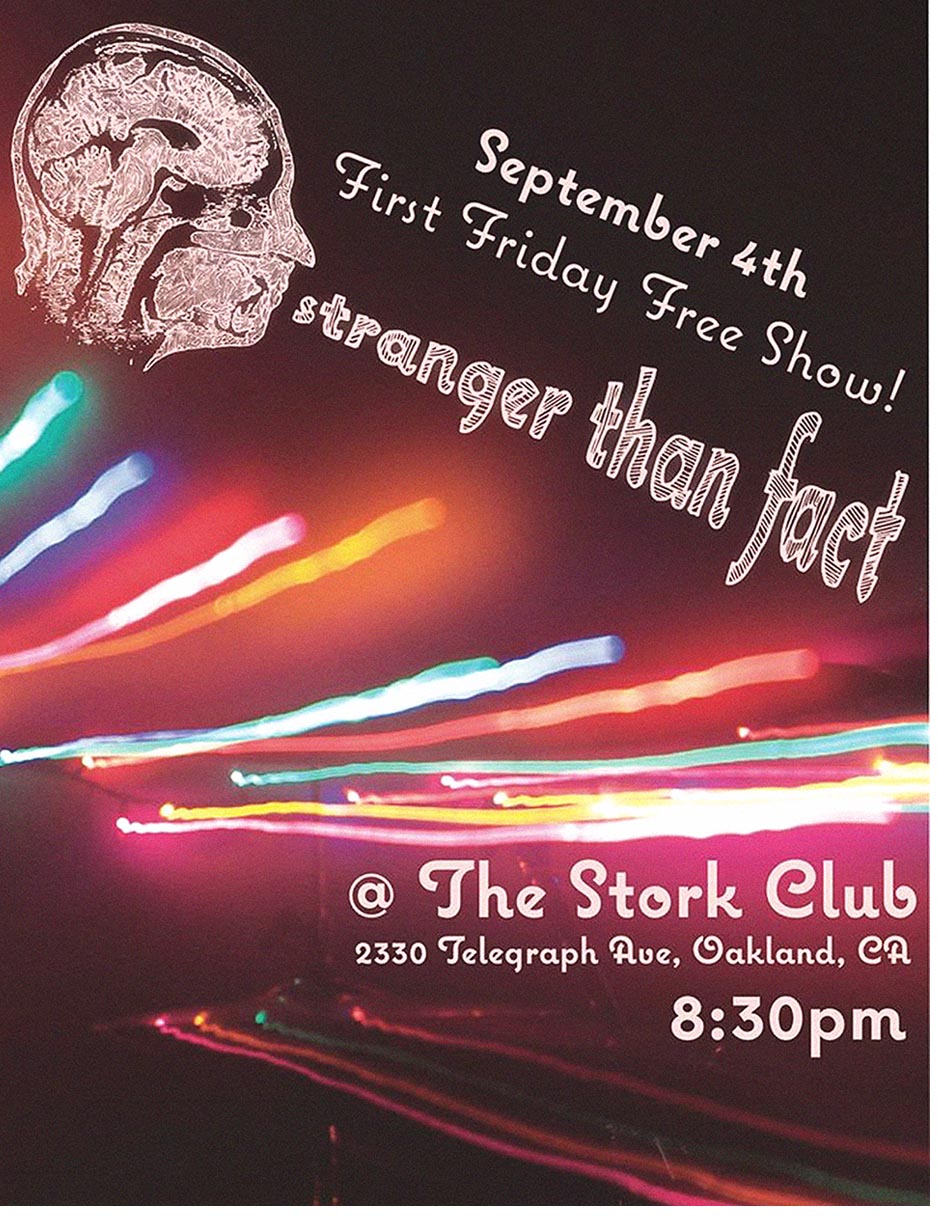 September 4th
First Friday Free Show!
stranger than fact
@ The Stork Club
2330 Telegraph Ave, Oakland, CA
8:30pm